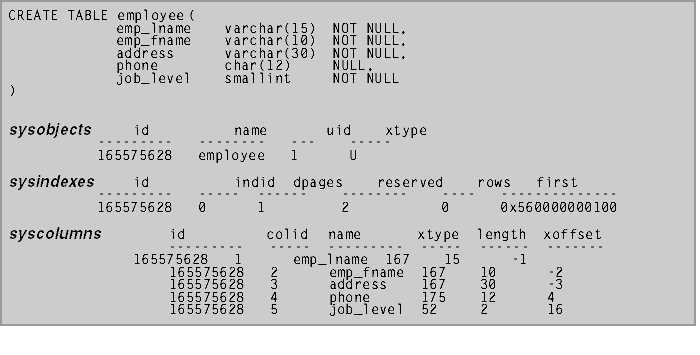 CREATE TABLE employee(
emp_lname varchar(15) NOT NULL,
emp_fname varchar(10) NOT NULL,
address varchar(30) NOT NULL,
phone char(12) NULL,
job_level smallint NOT NULL
)
sysobjects id name uid xtype
--------- ------- --- -----
165575628 employee 1 U
sysindexes id indid dpages reserved rows first
165575628 0 1 2 0 0x560000000100
syscolumns id colid name xtype length xoffset
165575628 1 emp_lname 167 15 -1
165575628 2 emp_fname 167 10 -2
165575628 3 address 167 30 -3
165575628 4 phone 175 12 4
165575628 5 job_level 52 2 16